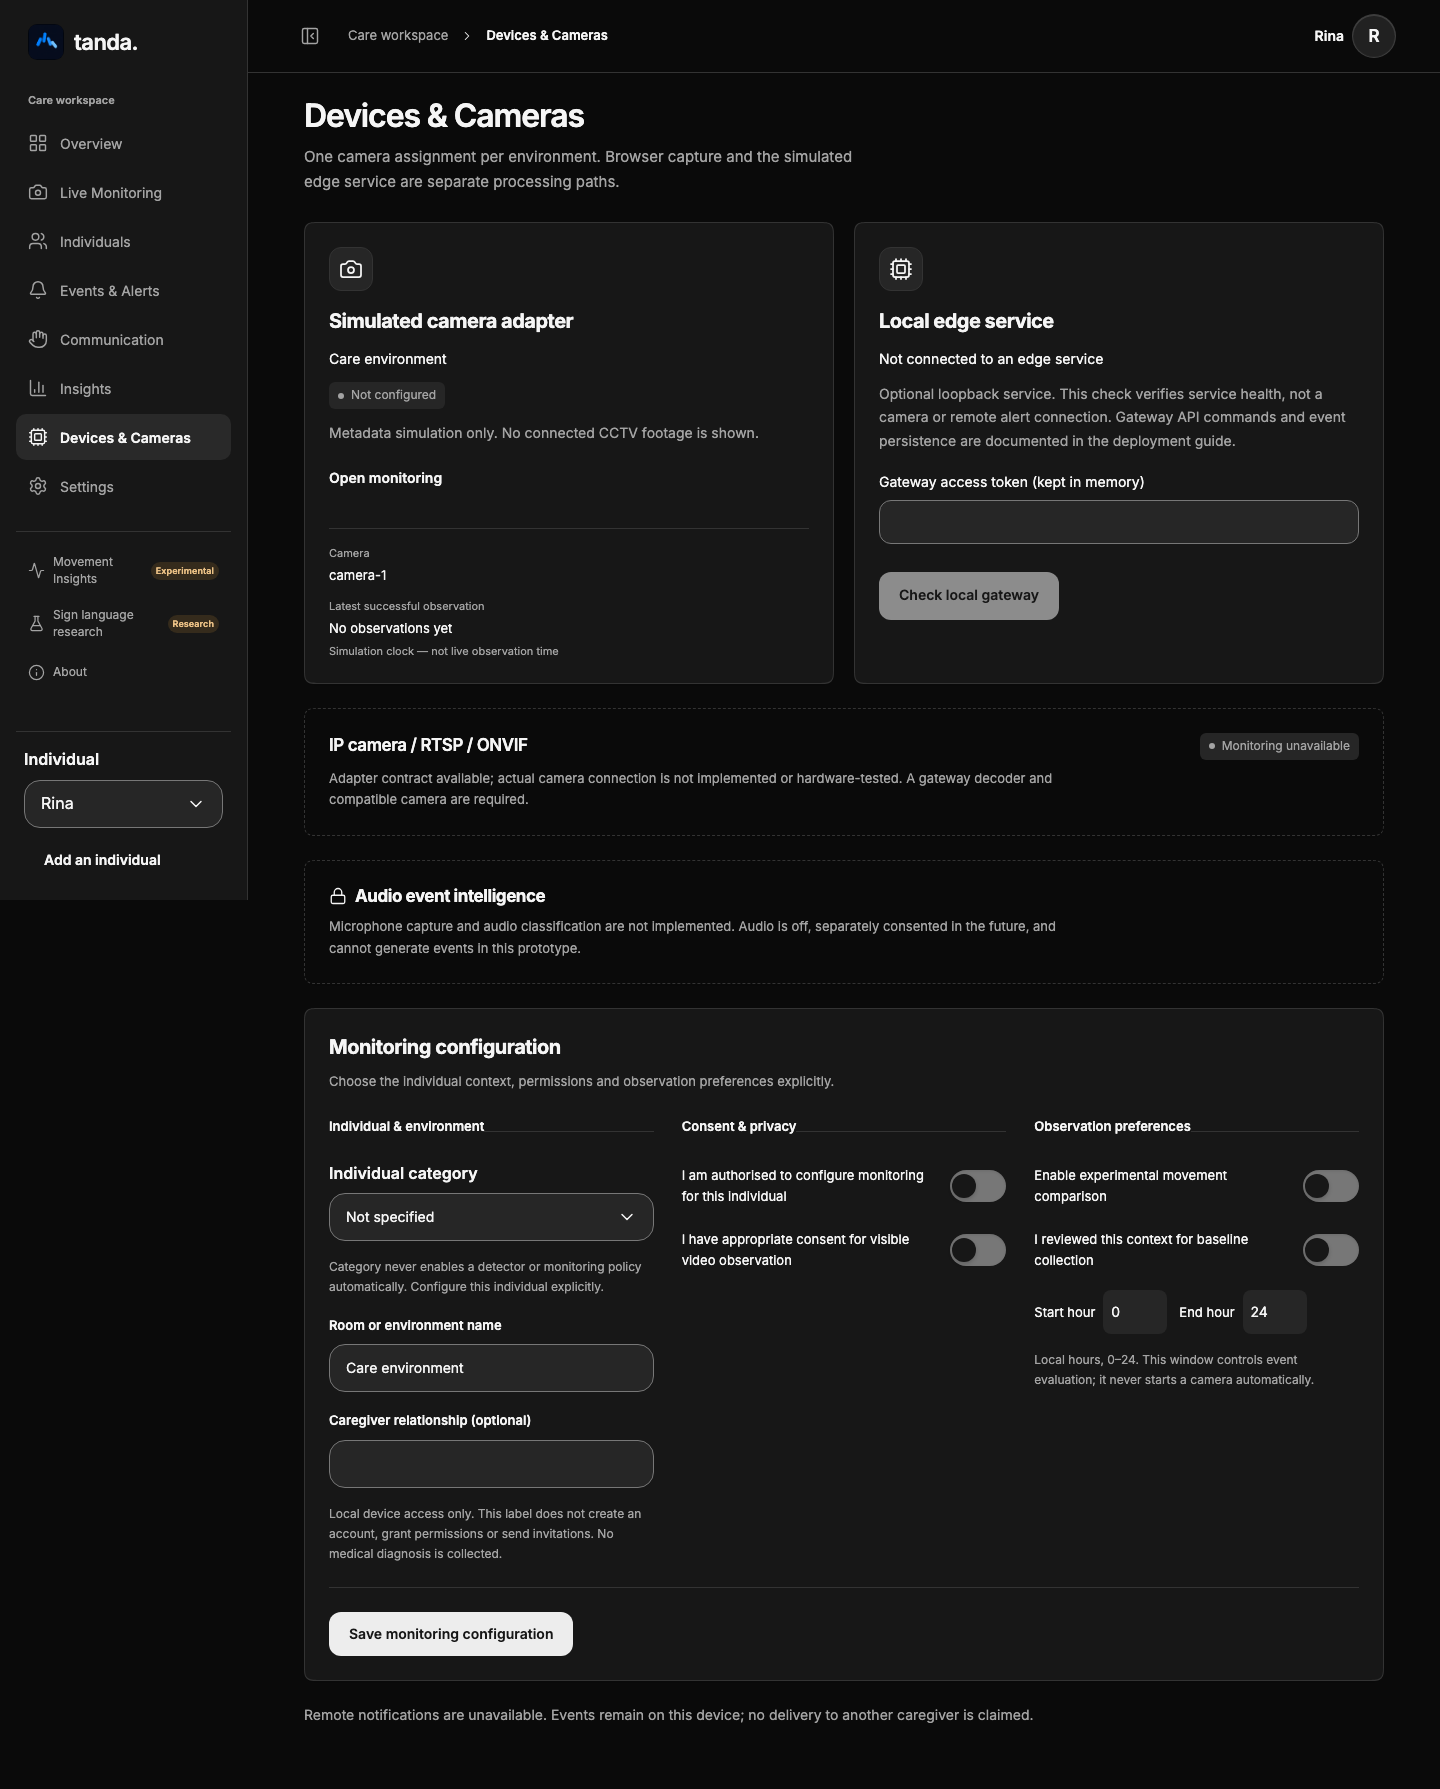 tanda.
Care workspace
Overview
Live Monitoring
Individuals
Events & Alerts
Communication
Insights
Devices & Cameras
Settings
Movement
Insights
Experimental
Sign language
research
Research
About
Individual
Rina
Add an individual
Care workspace
Devices & Cameras
Rina
R
Devices & Cameras
One camera assignment per environment. Browser capture and the simulated
edge service are separate processing paths.
Simulated camera adapter
Care environment
Not configured
Metadata simulation only. No connected CCTV footage is shown.
Open monitoring
Camera
camera-1
Latest successful observation
No observations yet
Simulation clock — not live observation time
Local edge service
Not connected to an edge service
Optional loopback service. This check verifies service health, not a
camera or remote alert connection. Gateway API commands and event
persistence are documented in the deployment guide.
Gateway access token (kept in memory)
Check local gateway
IP camera / RTSP / ONVIF
Monitoring unavailable
Adapter contract available; actual camera connection is not implemented or hardware-tested. A gateway decoder and
compatible camera are required.
Audio event intelligence
Microphone capture and audio classification are not implemented. Audio is off, separately consented in the future, and
cannot generate events in this prototype.
Monitoring configuration
Choose the individual context, permissions and observation preferences explicitly.
Individual & environment
Individual category
Not specified
Category never enables a detector or monitoring policy
automatically. Configure this individual explicitly.
Room or environment name
Care environment
Caregiver relationship (optional)
Local device access only. This label does not create an
account, grant permissions or send invitations. No
medical diagnosis is collected.
Consent & privacy
I am authorised to configure monitoring
for this individual
I have appropriate consent for visible
video observation
Observation preferences
Enable experimental movement
comparison
I reviewed this context for baseline
collection
Start hour 0 End hour 24
Local hours, 0–24. This window controls event
evaluation; it never starts a camera automatically.
Save monitoring configuration
Remote notifications are unavailable. Events remain on this device; no delivery to another caregiver is claimed.